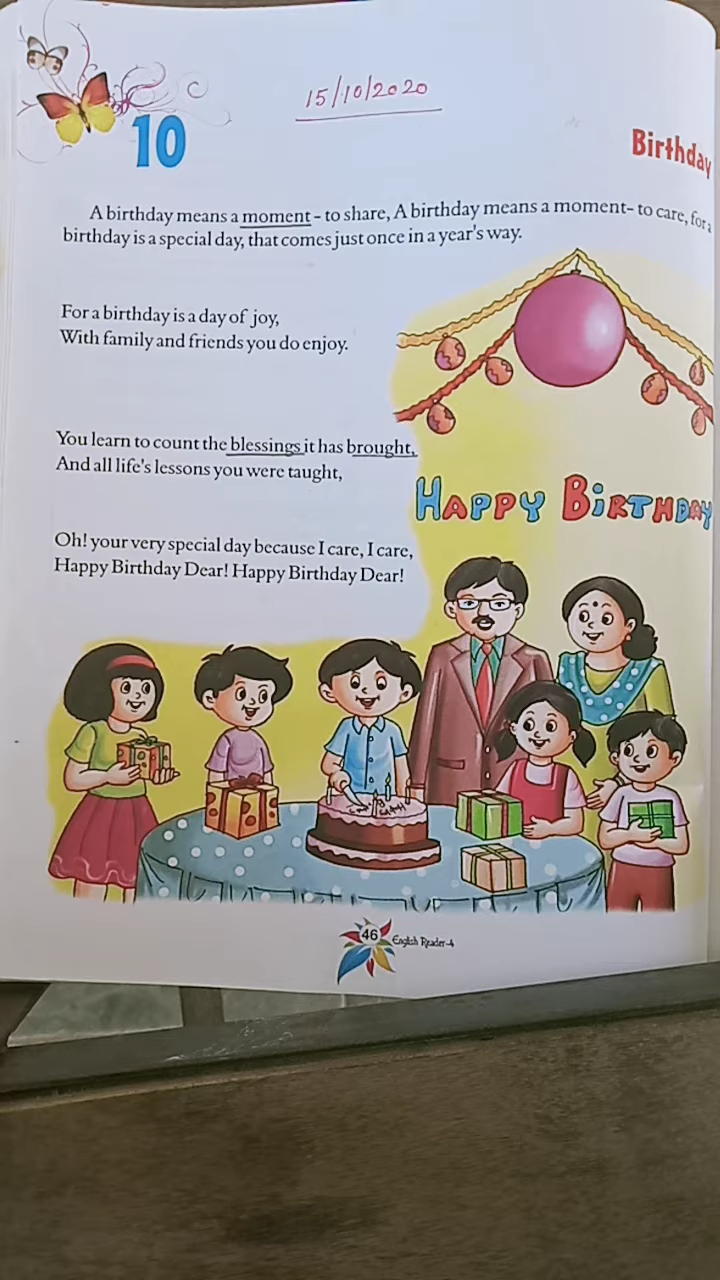 15/10/2020
10
Birthday
A birthday means a moment - to share, A birthday means a moment- to care, for a
birthday is a special day, that comes just once in a year's way.
For a birthday is a day of joy,
With family and friends you do enjoy.
You learn to count the blessings it has brought,
And all life's lessons you were taught,
Oh! your very special day because I care, I care,
Happy Birthday Dear! Happy Birthday Dear!
HAPPY BiRTHDAY
46 English Reader-4